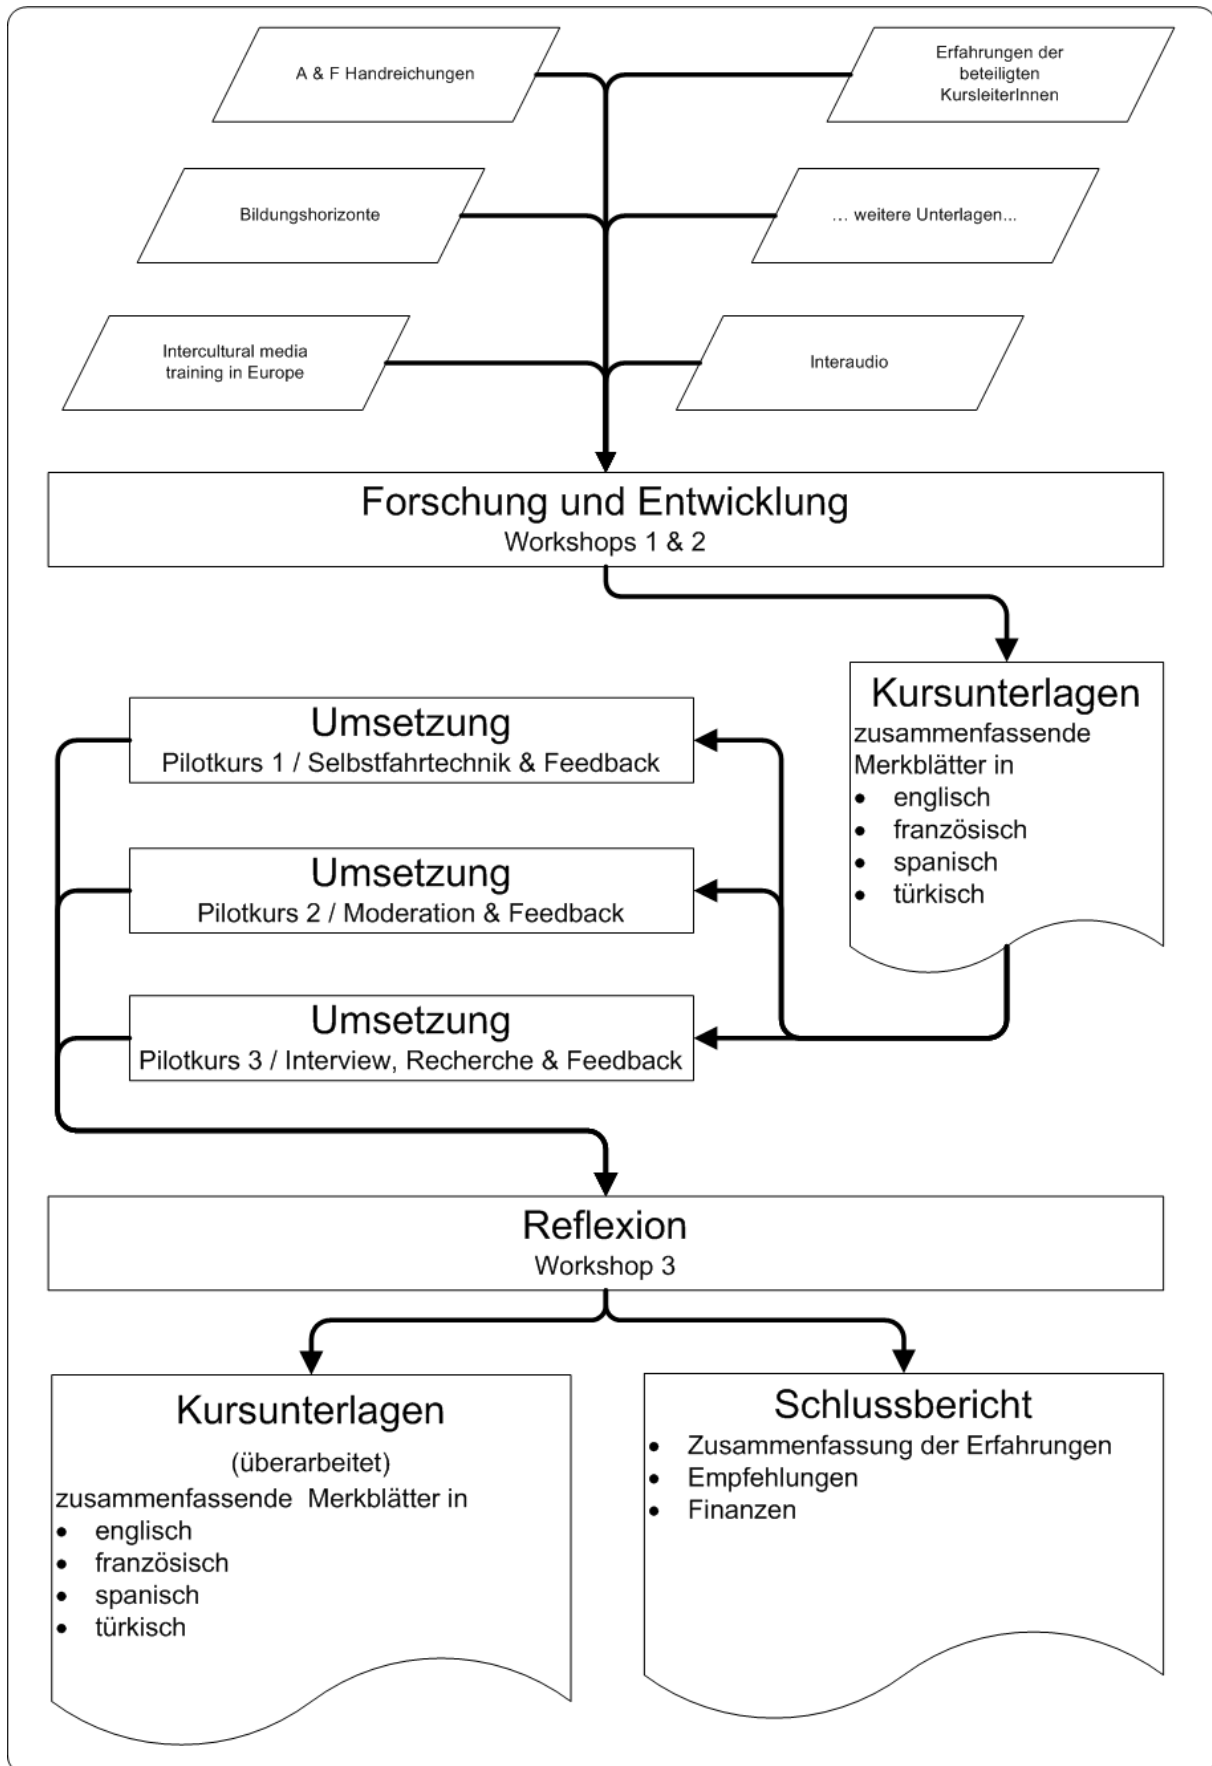 A & F Handreichungen
Erfahrungen der
beteiligten
KursleiterInnen
Bildungshorizonte
... weitere Unterlagen...
Intercultural media
training in Europe
Interaudio
Forschung und Entwicklung
Workshops 1 & 2
Kursunterlagen
zusammenfassende
Merkblätter in
• englisch
• französisch
• spanisch
• türkisch
Umsetzung
Pilotkurs 1 / Selbstfahrtechnik & Feedback
Umsetzung
Pilotkurs 2 / Moderation & Feedback
Umsetzung
Pilotkurs 3 / Interview, Recherche & Feedback
Reflexion
Workshop 3
Kursunterlagen
(überarbeitet)
zusammenfassende Merkblätter in
• englisch
• französisch
• spanisch
• türkisch
Schlussbericht
• Zusammenfassung der Erfahrungen
• Empfehlungen
• Finanzen